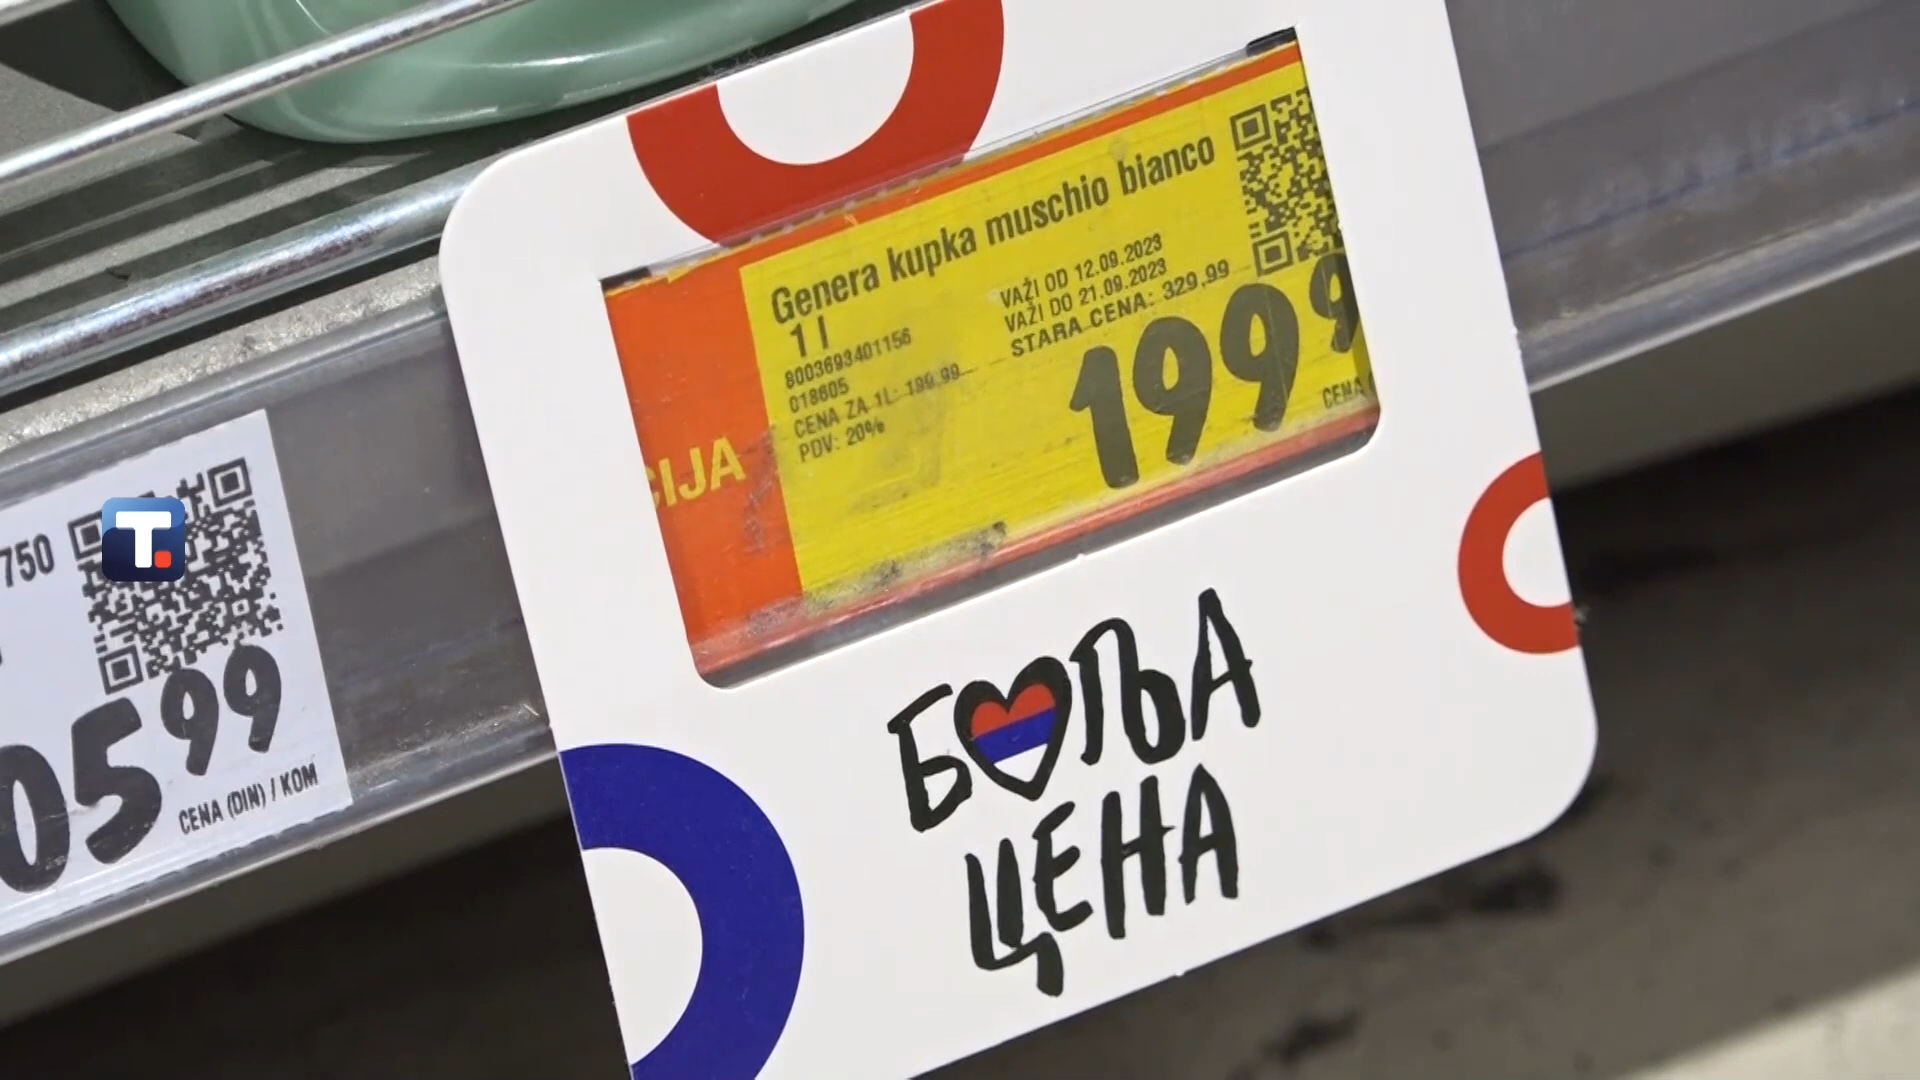 Genera kupka muschio bianco
1 l
8003693401156
018605
CENA ZA 1L: 199.99
PDV: 20%
VAŽI OD 12.09.2023
VAŽI DO 21.09.2023
STARA CENA: 329,99
199 9
CENA
CIJA
БОЉА
ЦЕНА
750
T.
05 99
CENA (DIN) / KOM